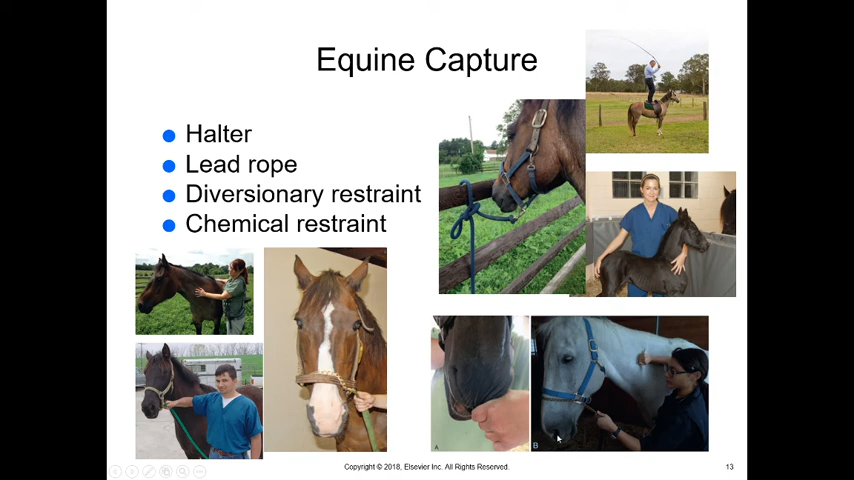 Equine Capture
Halter
Lead rope
Diversionary restraint
Chemical restraint
A
B
Copyright © 2018, Elsevier Inc. All Rights Reserved.
13